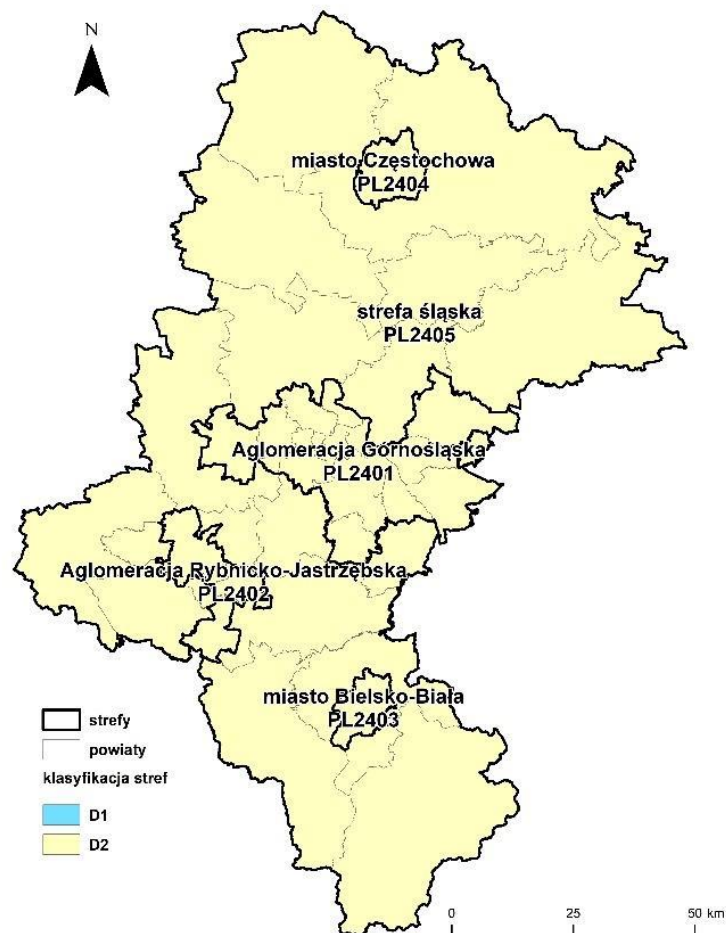 N
miasto Częstochowa
PL2404
strefa śląska
PL2405
Aglomeracja Górnośląska
PL2401
Aglomeracja Rybnicko-Jastrzębska
PL2402
miasto Bielsko-Biała
PL2403
strefy
powiaty
klasyfikacja stref
D1
D2
0 25 50 km